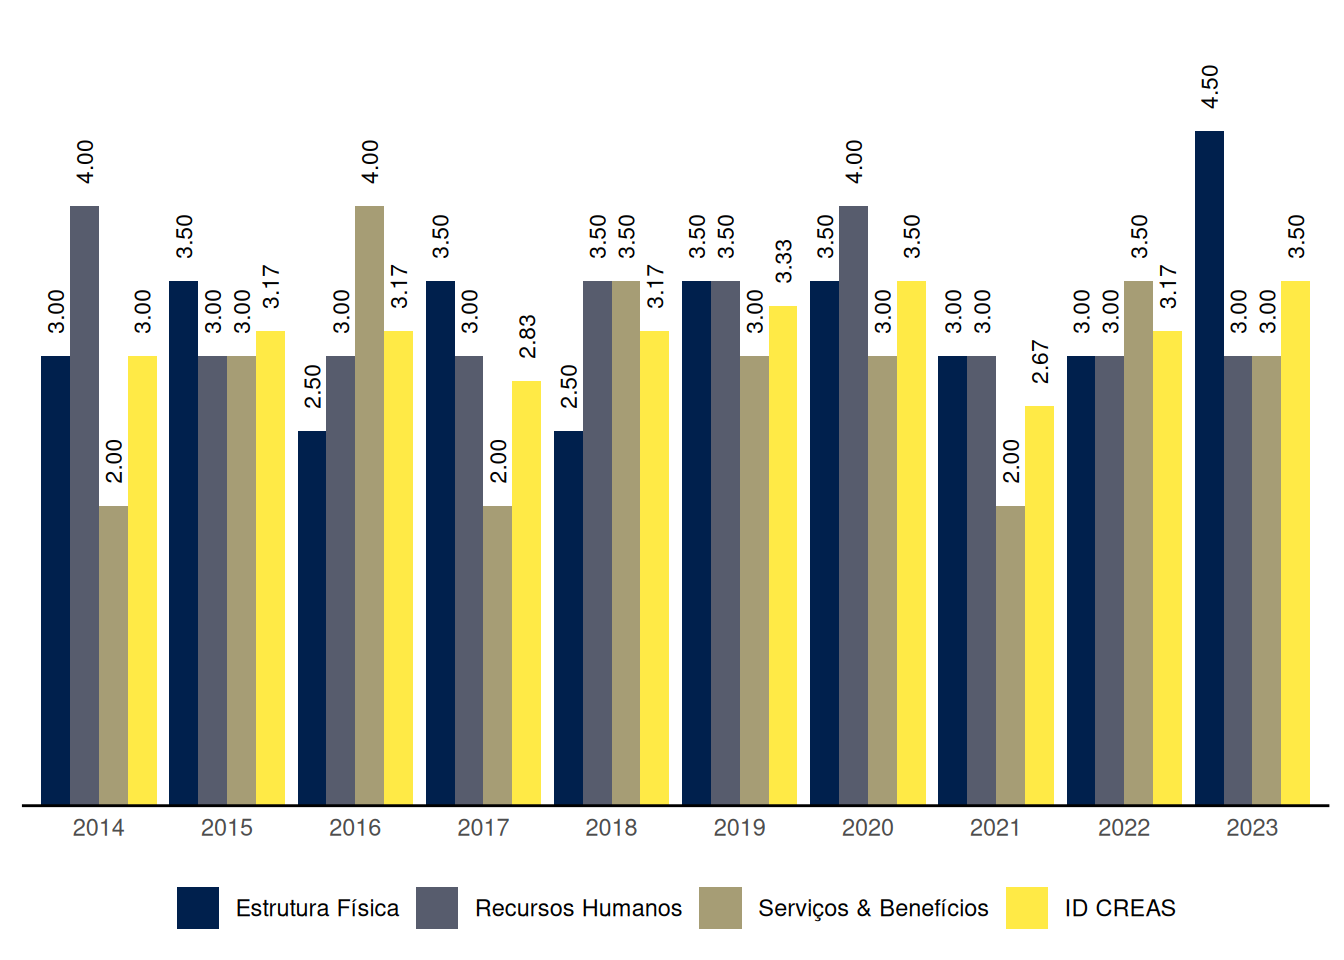 3.00 4.00 2.00 3.00
3.50 3.00 3.00 3.17
2.50 3.00 4.00 3.17
3.50 3.00 2.00 2.83
2.50 3.50 3.50 3.17
3.50 3.50 3.00 3.33
3.50 4.00 3.00 3.50
3.00 3.00 2.00 2.67
3.00 3.00 3.50 3.17
4.50 3.00 3.00 3.50
2014 2015 2016 2017 2018 2019 2020 2021 2022 2023
Estrutura Física Recursos Humanos Serviços & Benefícios ID CREAS